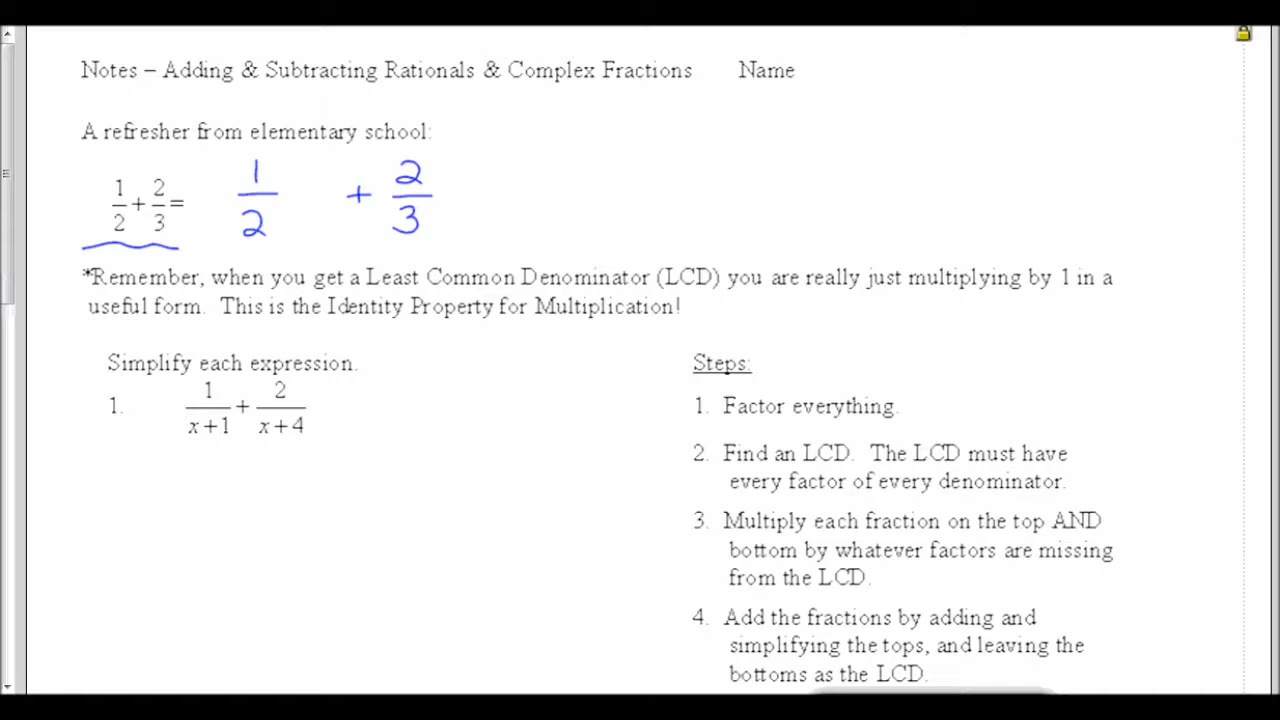 Notes – Adding & Subtracting Rationals & Complex Fractions Name
A refresher from elementary school:
1/2 + 2/3 = 1/2 + 2/3
*Remember, when you get a Least Common Denominator (LCD) you are really just multiplying by 1 in a
useful form. This is the Identity Property for Multiplication!
Simplify each expression.
1. 1/(x+1) + 2/(x+4)
Steps:
1. Factor everything.
2. Find an LCD. The LCD must have
every factor of every denominator.
3. Multiply each fraction on the top AND
bottom by whatever factors are missing
from the LCD.
4. Add the fractions by adding and
simplifying the tops, and leaving the
bottoms as the LCD.